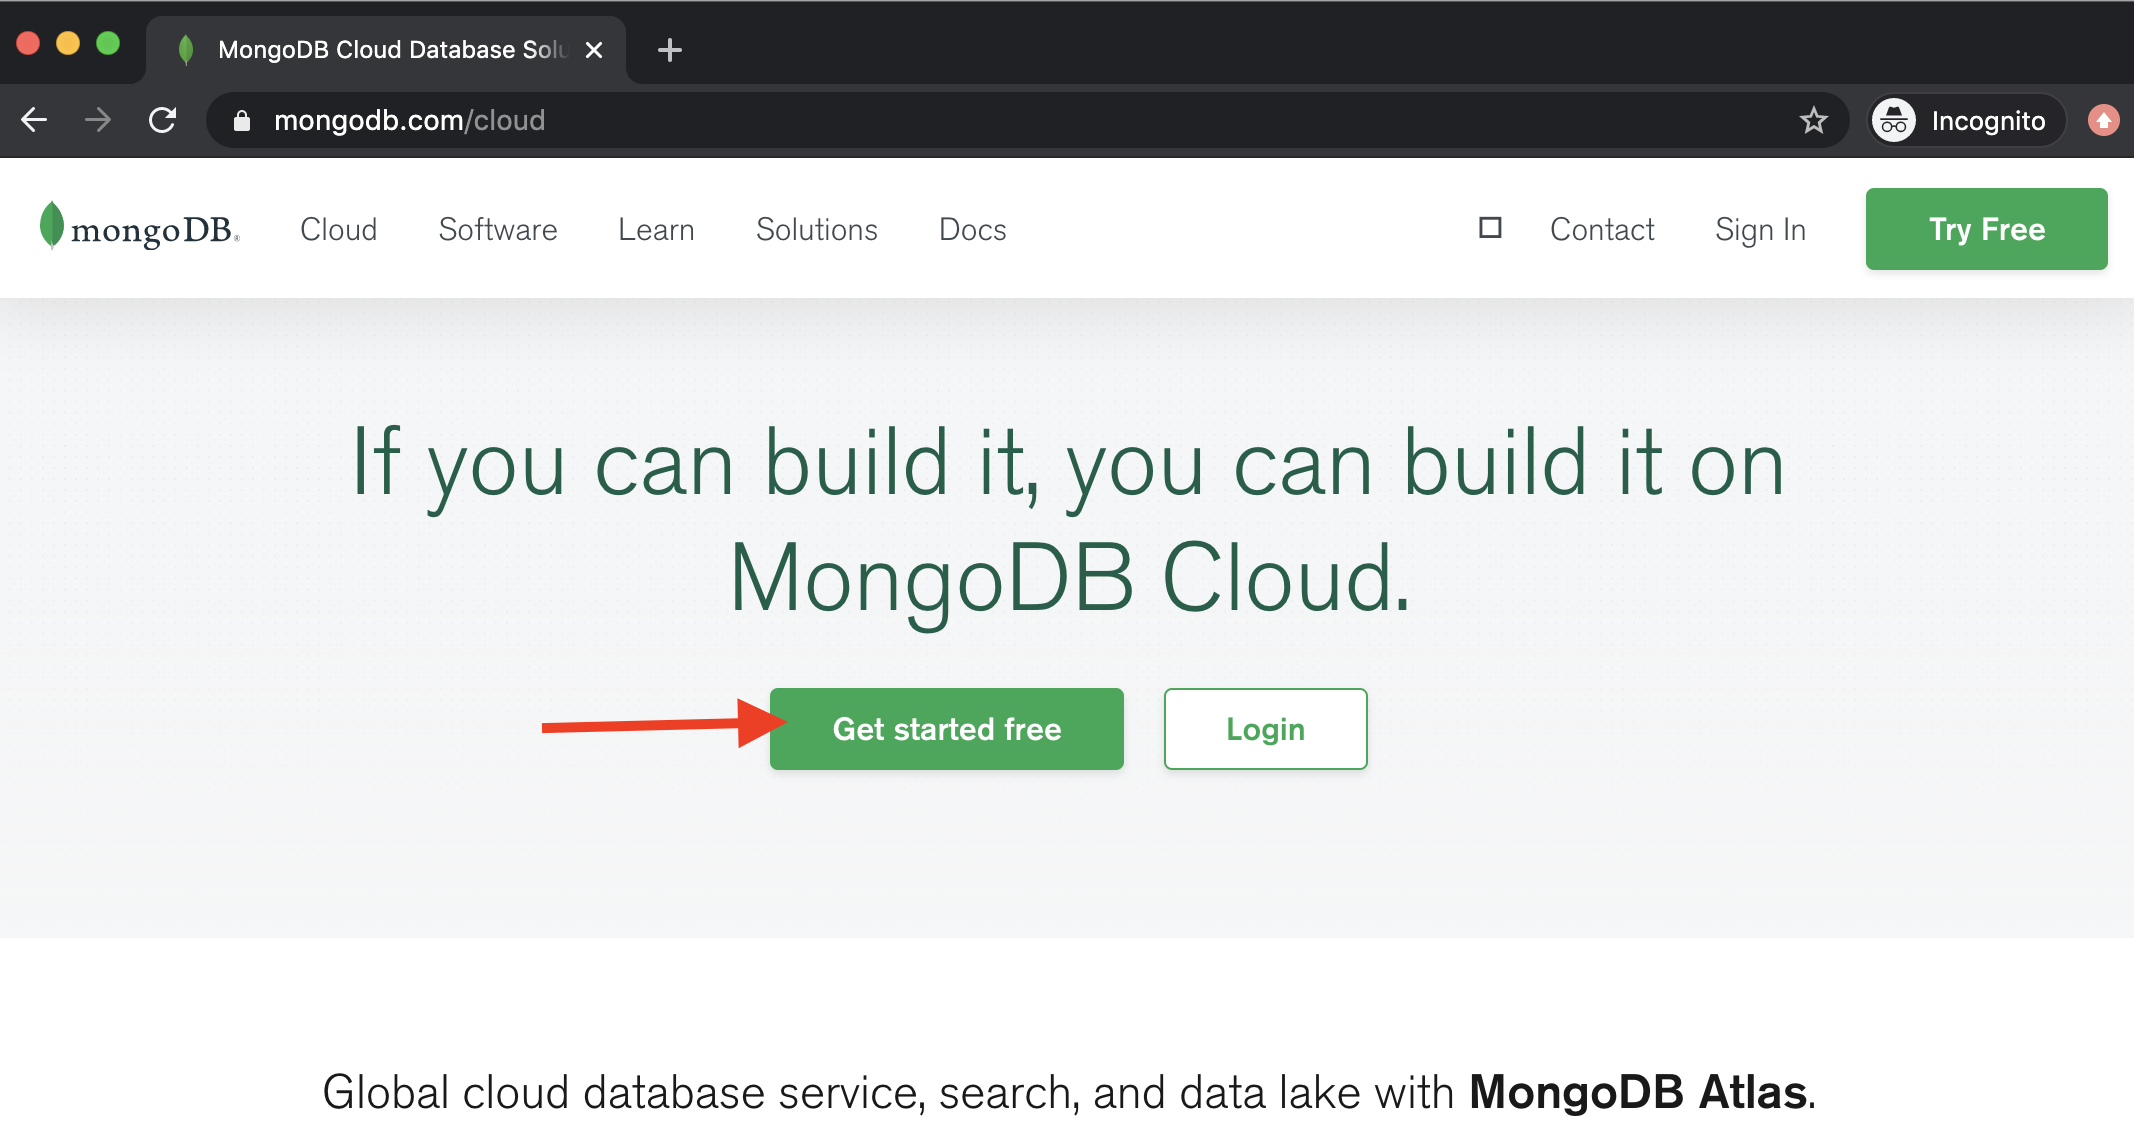 MongoDB Cloud Database Solu
mongodb.com/cloud
Incognito
mongoDB®
Cloud
Software
Learn
Solutions
Docs
Contact
Sign In
Try Free
If you can build it, you can build it on
MongoDB Cloud.
Get started free
Login
Global cloud database service, search, and data lake with MongoDB Atlas.